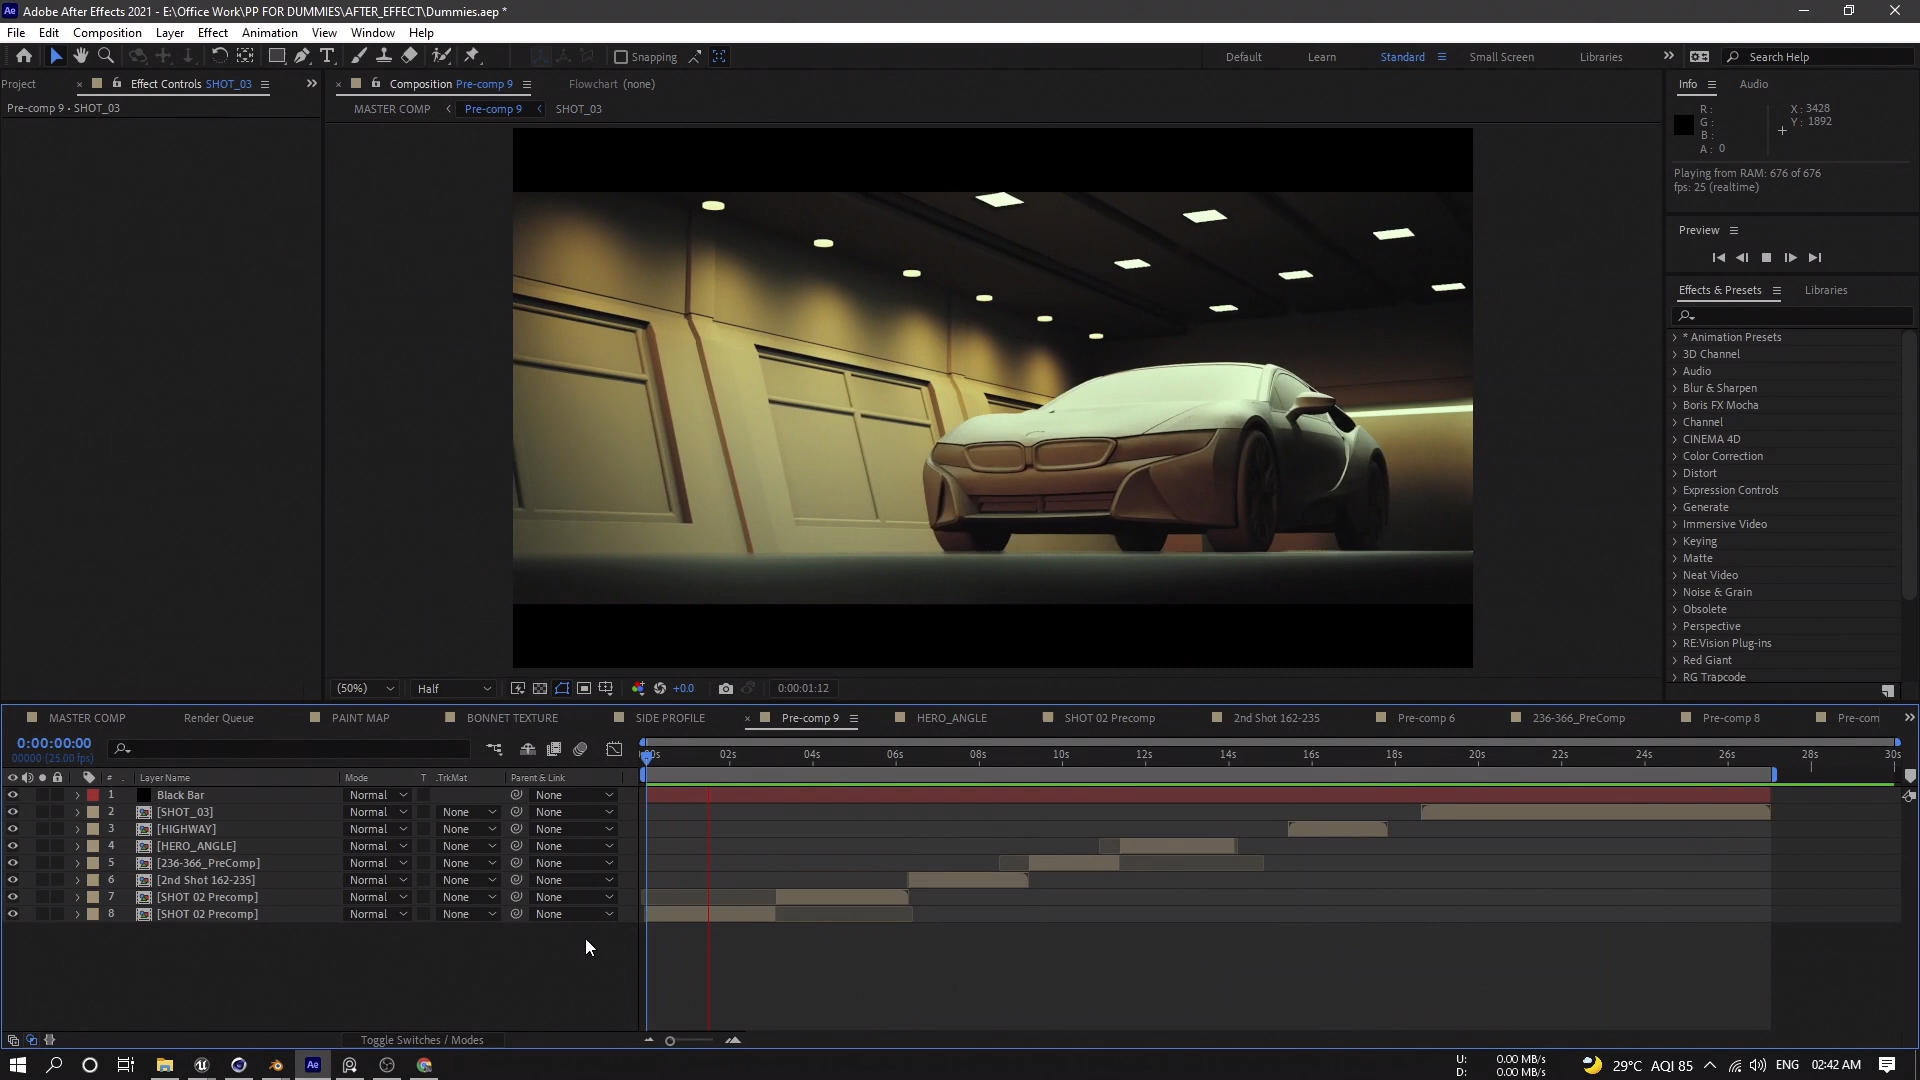 Adobe After Effects 2021 - E:\Office Work\PP FOR DUMMIES\AFTER_EFFECT\Dummies.aep *
File Edit Composition Layer Effect Animation View Window Help
Snapping Default Learn Standard Small Screen Libraries Search Help
Project Effect Controls SHOT_03
Pre-comp 9 • SHOT_03
Composition Pre-comp 9 Flowchart (none)
MASTER COMP Pre-comp 9 SHOT_03
Info Audio
R :
G :
B :
A : 0
X : 3428
Y : 1892
Playing from RAM: 676 of 676
fps: 25 (realtime)
Preview
Effects & Presets Libraries
* Animation Presets
3D Channel
Audio
Blur & Sharpen
Boris FX Mocha
Channel
CINEMA 4D
Color Correction
Distort
Expression Controls
Generate
Immersive Video
Keying
Matte
Neat Video
Noise & Grain
Obsolete
Perspective
RE:Vision Plug-ins
Red Giant
RG Trapcode
(50%) Half +0.0 0:00:01:12
MASTER COMP Render Queue PAINT MAP BONNET TEXTURE SIDE PROFILE Pre-comp 9 HERO_ANGLE SHOT 02 Precomp 2nd Shot 162-235 Pre-comp 6 236-366_PreComp Pre-comp 8 Pre-com
0:00:00:00
00000 (25.00 fps)
02s 04s 06s 08s 10s 12s 14s 16s 18s 20s 22s 24s 26s 28s 30s
# Layer Name Mode T .TrkMat Parent & Link
1 Black Bar Normal None
2 [SHOT_03] Normal None None
3 [HIGHWAY] Normal None None
4 [HERO_ANGLE] Normal None None
5 [236-366_PreComp] Normal None None
6 [2nd Shot 162-235] Normal None None
7 [SHOT 02 Precomp] Normal None None
8 [SHOT 02 Precomp] Normal None None
Toggle Switches / Modes
U: 0.00 MB/s
D: 0.00 MB/s
29°C AQI 85 ENG 02:42 AM